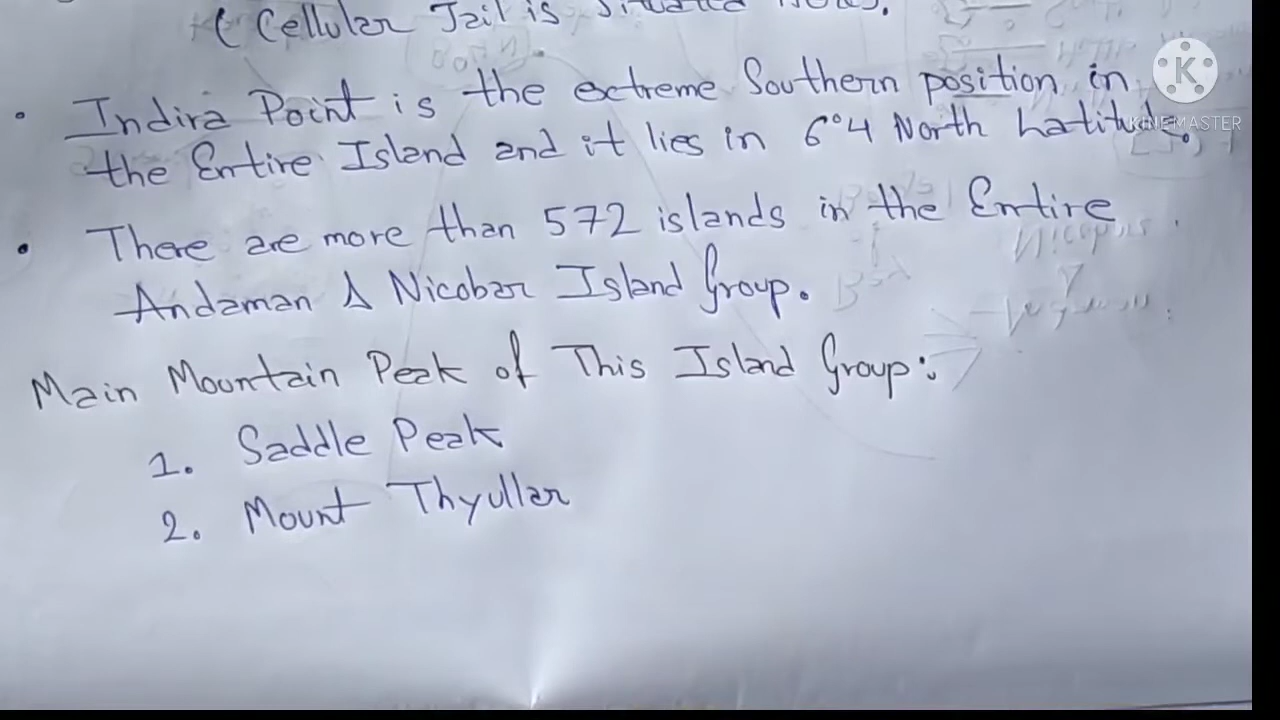 ( Cellular Jail is Situated
• Indira Point is the extreme Southern position in
the Entire Island and it lies in 6°4 North Latitude.
• There are more than 572 islands in the Entire
Andaman & Nicobar Island Group.
Main Mountain Peak of This Island Group:
1. Saddle Peak
2. Mount Thyuller
K
KINEMASTER